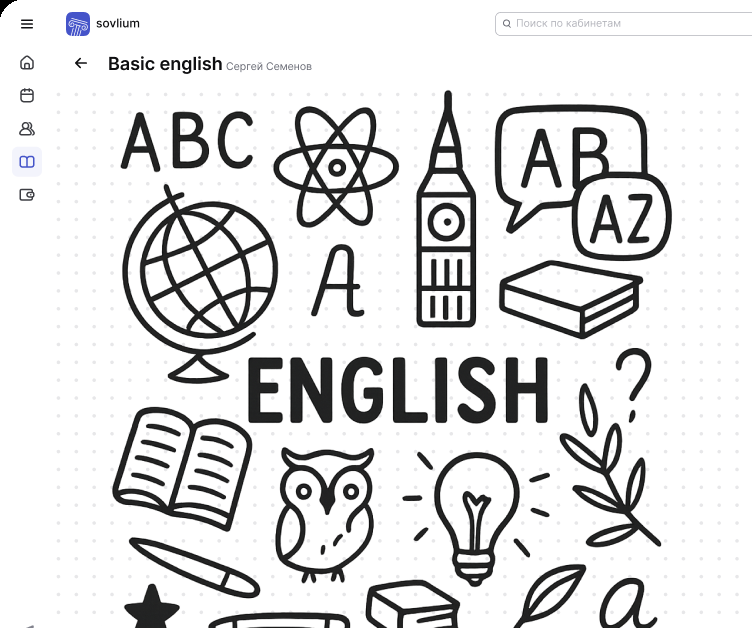 sovlium
Поиск по кабинетам
Basic english Сергей Семенов
ABC
AB
AZ
A
ENGLISH
?
a